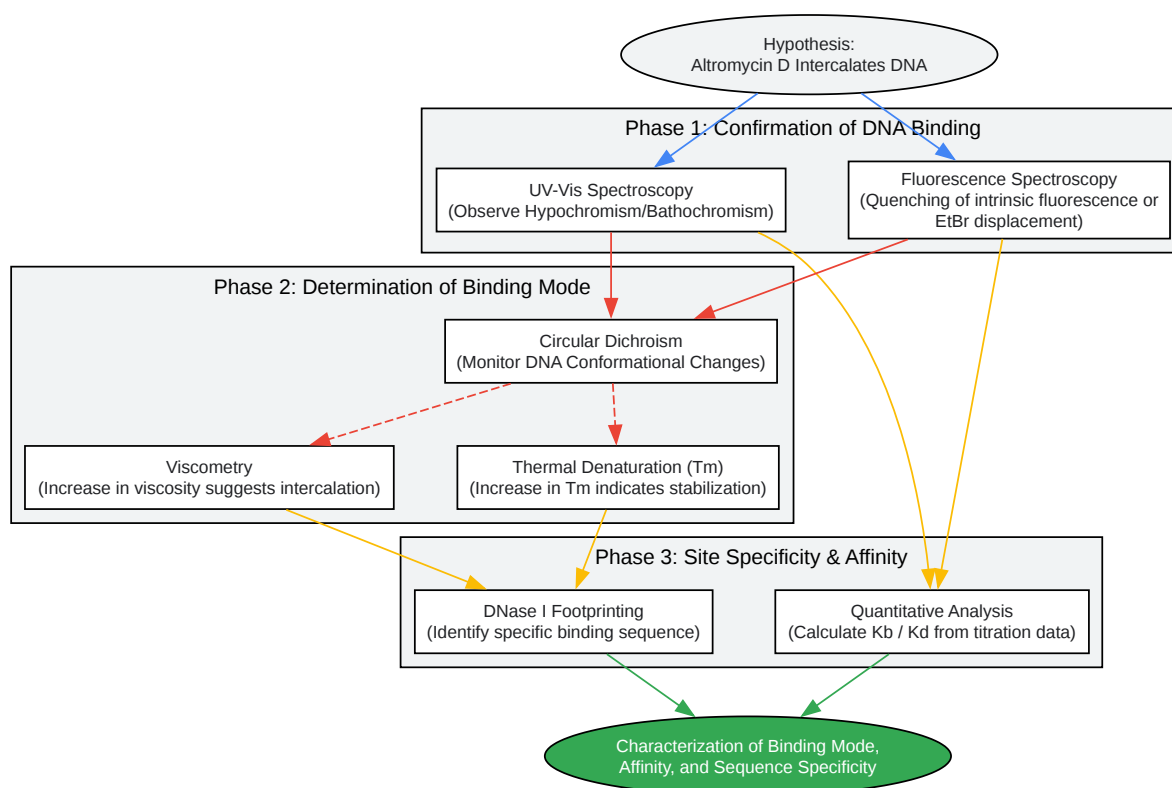 Hypothesis:
Altromycin D Intercalates DNA
Phase 1: Confirmation of DNA Binding
UV-Vis Spectroscopy
(Observe Hypochromism/Bathochromism)
Fluorescence Spectroscopy
(Quenching of intrinsic fluorescence or
EtBr displacement)
Phase 2: Determination of Binding Mode
Circular Dichroism
(Monitor DNA Conformational Changes)
Viscometry
(Increase in viscosity suggests intercalation)
Thermal Denaturation (Tm)
(Increase in Tm indicates stabilization)
Phase 3: Site Specificity & Affinity
DNase I Footprinting
(Identify specific binding sequence)
Quantitative Analysis
(Calculate Kb / Kd from titration data)
Characterization of Binding Mode,
Affinity, and Sequence Specificity